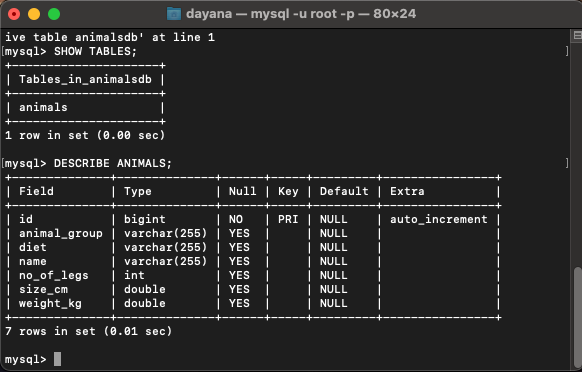 dayana — mysql -u root -p — 80×24
ive table animalsdb' at line 1
[mysql> SHOW TABLES; ]
+---------------------+
| Tables_in_animalsdb |
+---------------------+
| animals             |
+---------------------+
1 row in set (0.00 sec)
[mysql> DESCRIBE ANIMALS; ]
+--------------+--------------+------+-----+---------+----------------+
| Field        | Type         | Null | Key | Default | Extra          |
+--------------+--------------+------+-----+---------+----------------+
| id           | bigint       | NO   | PRI | NULL    | auto_increment |
| animal_group | varchar(255) | YES  |     | NULL    |                |
| diet         | varchar(255) | YES  |     | NULL    |                |
| name         | varchar(255) | YES  |     | NULL    |                |
| no_of_legs   | int          | YES  |     | NULL    |                |
| size_cm      | double       | YES  |     | NULL    |                |
| weight_kg    | double       | YES  |     | NULL    |                |
+--------------+--------------+------+-----+---------+----------------+
7 rows in set (0.01 sec)
mysql>